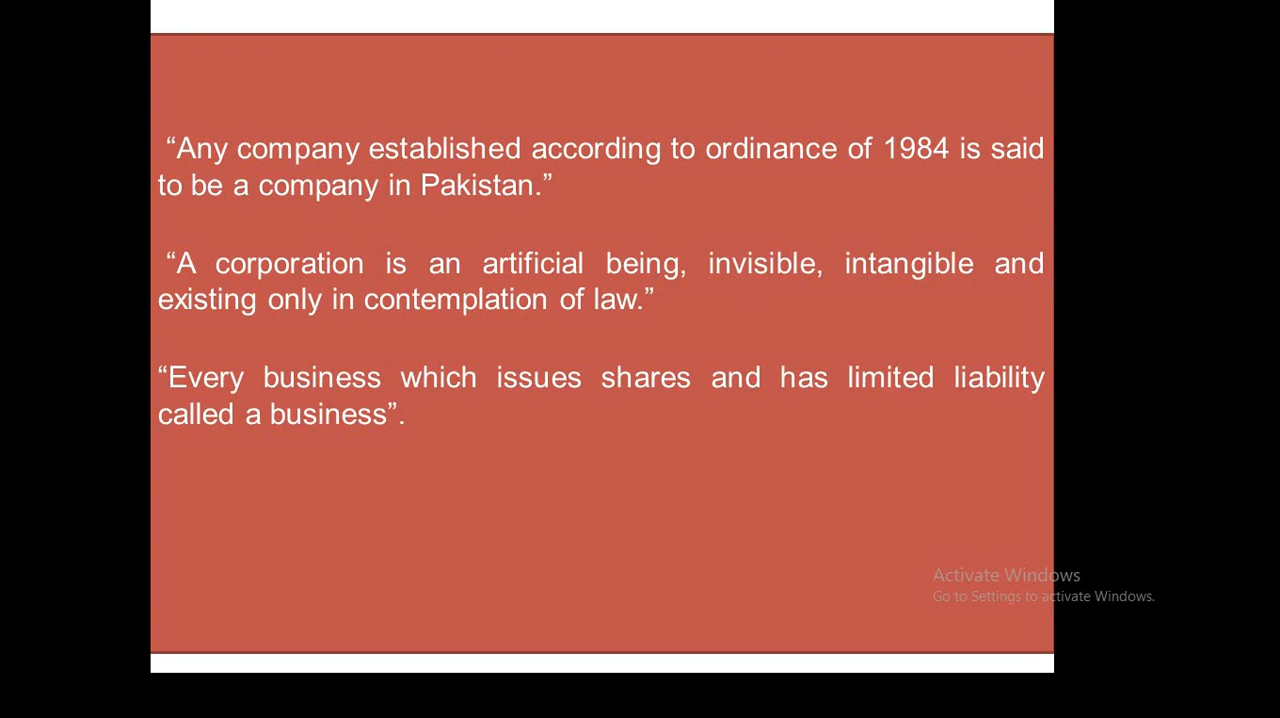 “Any company established according to ordinance of 1984 is said
to be a company in Pakistan.”
“A corporation is an artificial being, invisible, intangible and
existing only in contemplation of law.”
“Every business which issues shares and has limited liability
called a business”.
Activate Windows
Go to Settings to activate Windows.